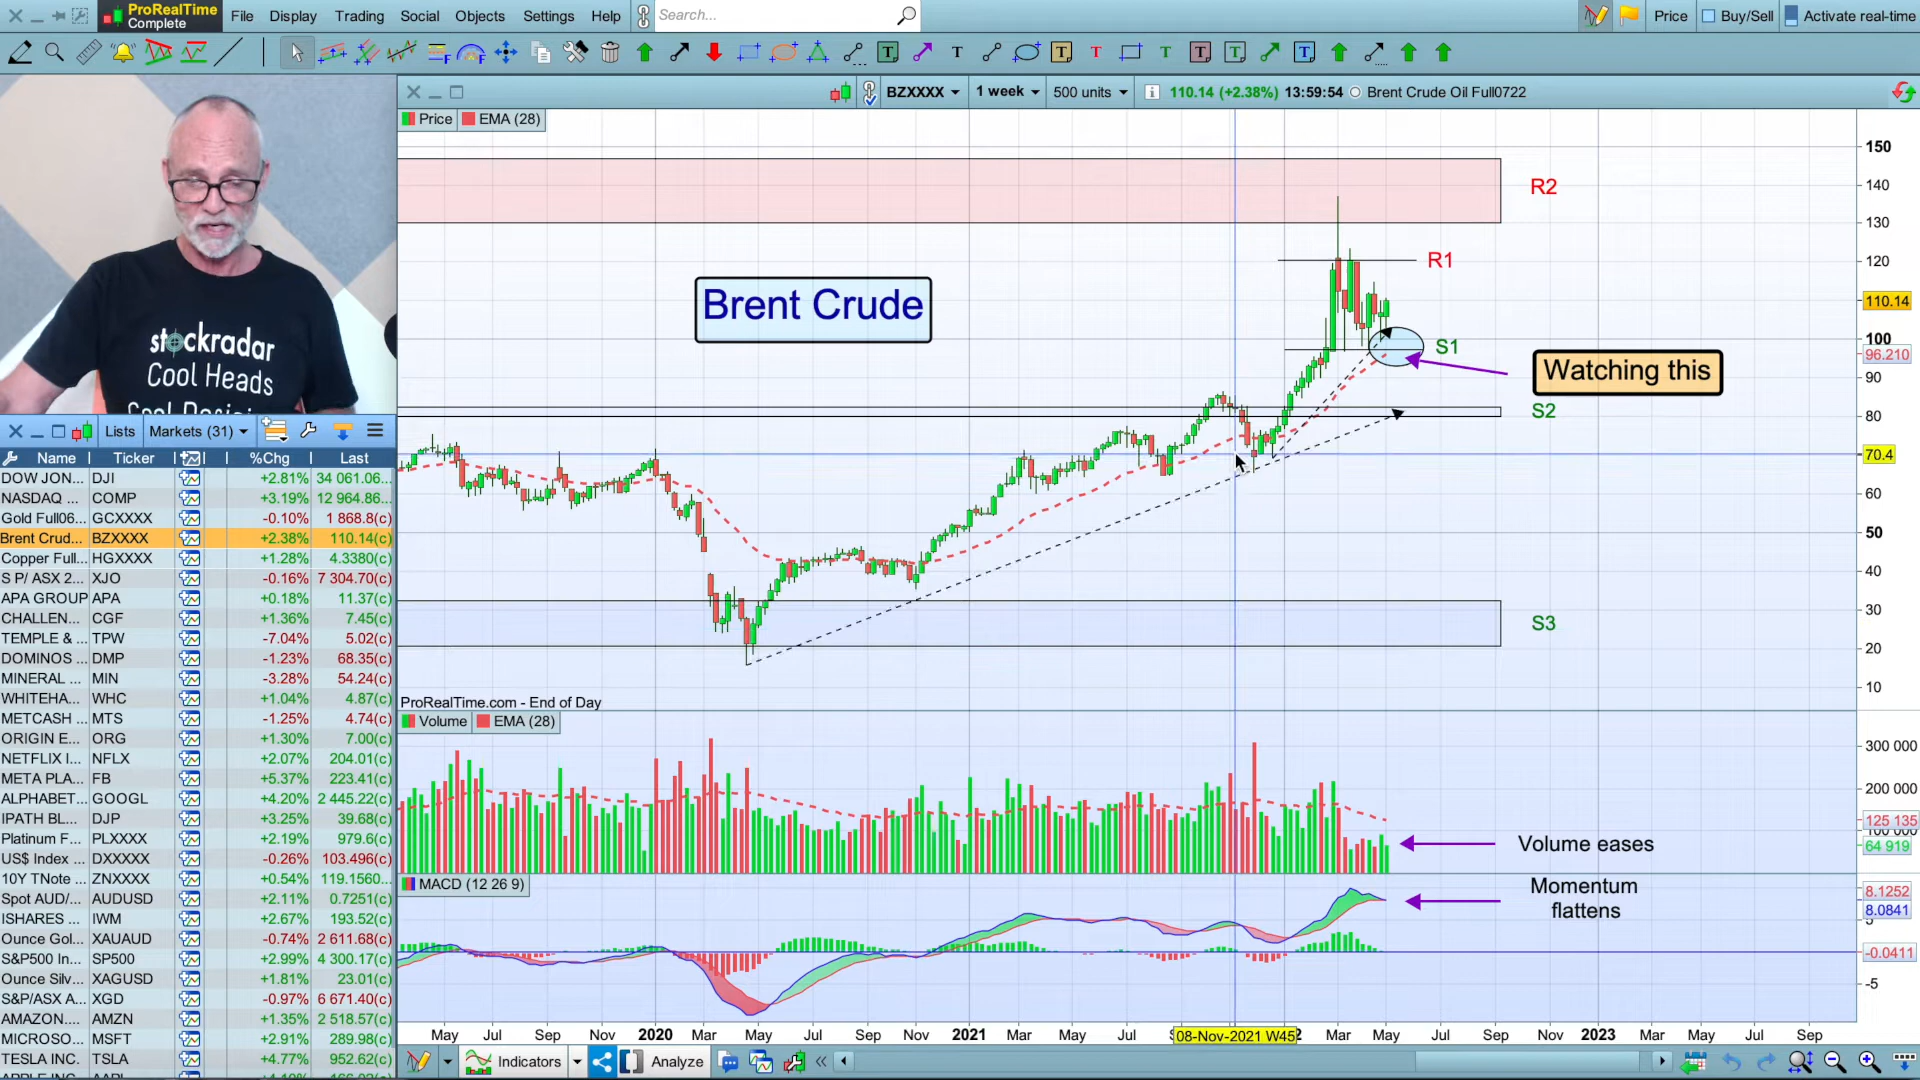 ProRealTime
Complete
File Display Trading Social Objects Settings Help
Search...
Price Buy/Sell Activate real-time
BZXXXX 1 week 500 units 110.14 (+2.38%) 13:59:54 Brent Crude Oil Full0722
Price EMA (28)
stockradar
Cool Heads
R2
R1
S1
S2
S3
Brent Crude
Watching this
150
140
130
120
110.14
100
96.210
90
80
70.4
60
50
40
30
20
10
ProRealTime.com - End of Day
Volume EMA (28)
300 000
200 000
125 135
64 919
Volume eases
MACD (12 26 9)
Momentum
flattens
8.1252
8.0841
-0.0411
-5
May Jul Sep Nov 2020 Mar May Jul Sep Nov 2021 Mar May Jul 08-Nov-2021 W45 Mar May Jul Sep Nov 2023 Mar May Jul Sep
Indicators Analyze
Lists Markets (31)
Name Ticker %Chg Last
DOW JON... DJI +2.81% 34 061.06...
NASDAQ ... COMP +3.19% 12 964.86...
Gold Full06... GCXXXX -0.10% 1 868.8(c)
Brent Crud... BZXXXX +2.38% 110.14(c)
Copper Full... HGXXXX +1.28% 4.3380(c)
S P/ ASX 2... XJO -0.16% 7 304.70(c)
APA GROUP APA +0.18% 11.37(c)
CHALLEN... CGF +1.36% 7.45(c)
TEMPLE & ... TPW -7.04% 5.02(c)
DOMINOS ... DMP -1.23% 68.35(c)
MINERAL ... MIN -3.28% 54.24(c)
WHITEHA... WHC +1.04% 4.87(c)
METCASH ... MTS -1.25% 4.74(c)
ORIGIN E... ORG +1.30% 7.00(c)
NETFLIX I... NFLX +2.07% 204.01(c)
META PLA... FB +5.37% 223.41(c)
ALPHABET... GOOGL +4.20% 2 445.22(c)
IPATH BL... DJP +3.25% 39.68(c)
Platinum F... PLXXXX +2.19% 979.6(c)
US$ Index ... DXXXXX -0.26% 103.496(c)
10Y TNote ... ZNXXXX +0.54% 119.1560...
Spot AUD/... AUDUSD +2.11% 0.7251(c)
ISHARES ... IWM +2.67% 193.52(c)
Ounce Gol... XAUAUD -0.74% 2 611.68(c)
S&P500 In... SP500 +2.99% 4 300.17(c)
Ounce Silv... XAGUSD +1.81% 23.01(c)
S&P/ASX A... XGD -0.97% 6 671.40(c)
AMAZON.... AMZN +1.35% 2 518.57(c)
MICROSO... MSFT +2.91% 289.98(c)
TESLA INC. TSLA +4.77% 952.62(c)